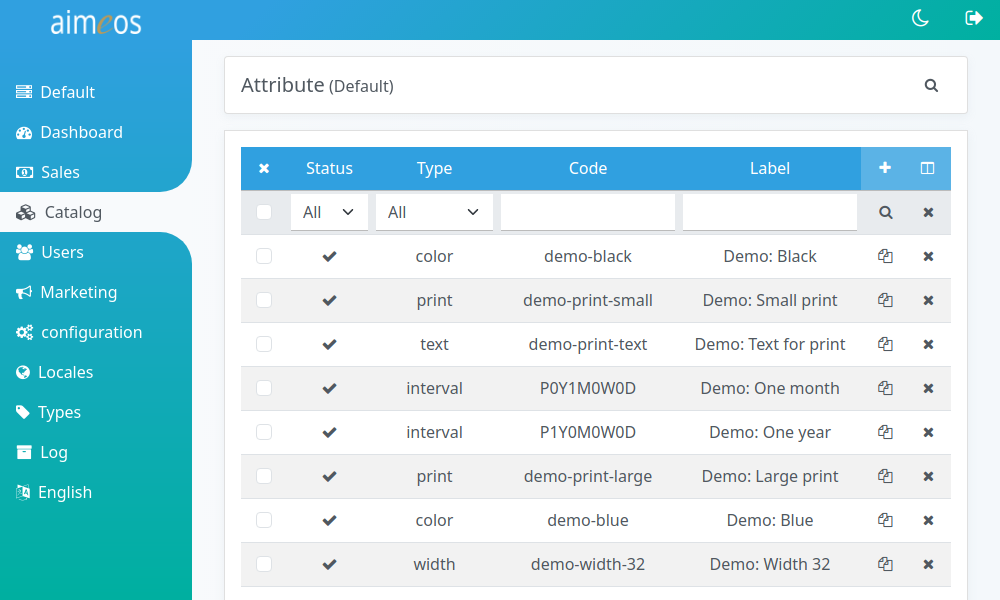 aimeos
Default
Dashboard
Sales
Catalog
Users
Marketing
configuration
Locales
Types
Log
English
Attribute (Default)
Status Type Code Label
All All
color demo-black Demo: Black
print demo-print-small Demo: Small print
text demo-print-text Demo: Text for print
interval P0Y1M0W0D Demo: One month
interval P1Y0M0W0D Demo: One year
print demo-print-large Demo: Large print
color demo-blue Demo: Blue
width demo-width-32 Demo: Width 32